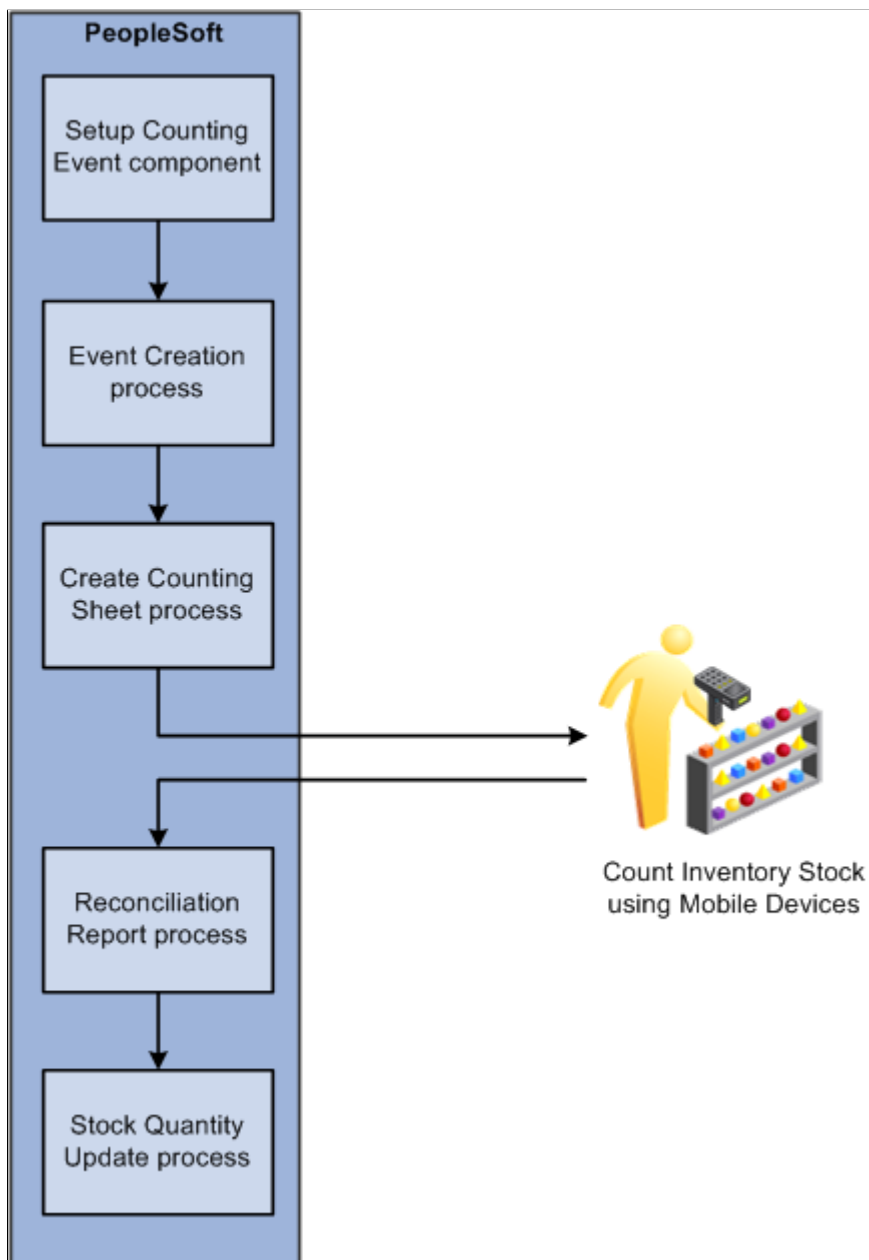 PeopleSoft
Setup Counting
Event component
Event Creation
process
Create Counting
Sheet process
Count Inventory Stock
using Mobile Devices
Reconciliation
Report process
Stock Quantity
Update process